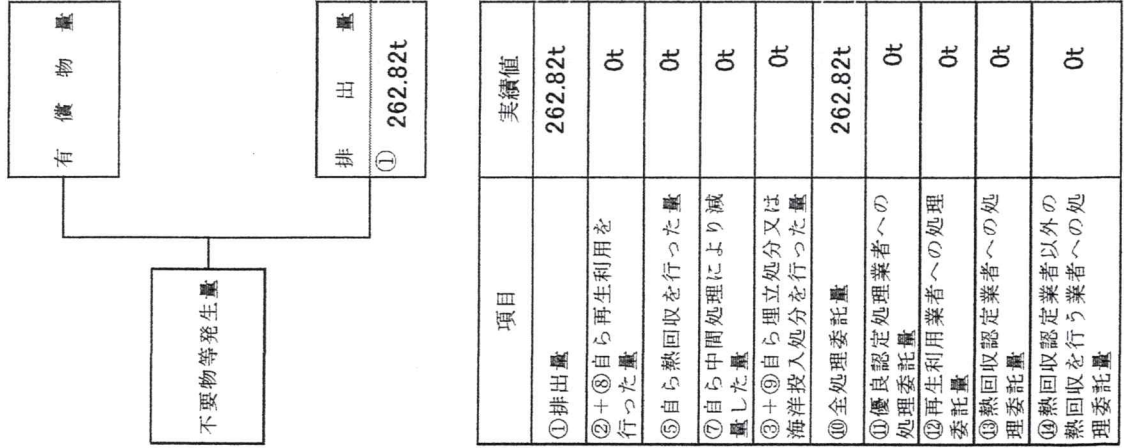 不要物等発生量
有償物量
排出量
①
262.82t
項目
実績値
①排出量
262.82t
②+⑧自ら再生利用を
行った量
0t
⑤自ら熱回収を行った量
0t
⑦自ら中間処理により減
量した量
0t
③+⑨自ら埋立処分又は
海洋投入処分を行った量
0t
⑩全処理委託量
262.82t
⑪優良認定処理業者への
処理委託量
0t
⑫再生利用業者への処理
委託量
0t
⑬熱回収認定業者への処
理委託量
0t
⑭熱回収認定業者以外の
熱回収を行う業者への処
理委託量
0t